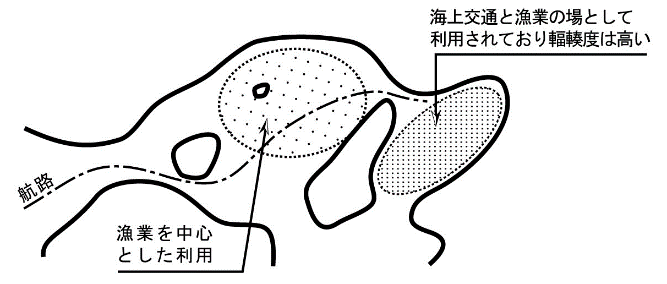 海上交通と漁業の場として
利用されており輻輳度は高い
航路
漁業を中心
とした利用